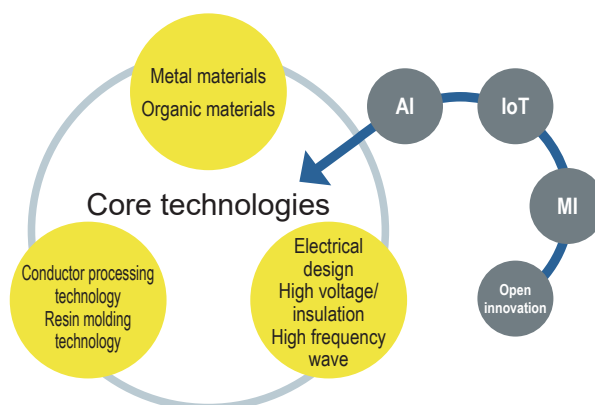 Metal materials
Organic materials
AI
IoT
Core technologies
MI
Conductor processing
technology
Resin molding
technology
Electrical
design
High voltage/
insulation
High frequency
wave
Open
innovation